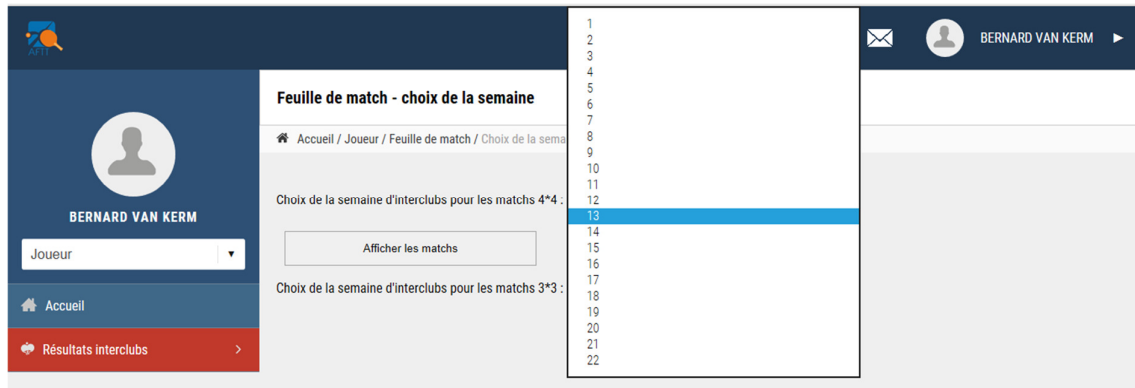 AFTT
BERNARD VAN KERM
BERNARD VAN KERM
Joueur
Accueil
Résultats interclubs
Feuille de match - choix de la semaine
Accueil / Joueur / Feuille de match / Choix de la sema
Choix de la semaine d'interclubs pour les matchs 4*4 :
Afficher les matchs
Choix de la semaine d'interclubs pour les matchs 3*3 :
1
2
3
4
5
6
7
8
9
10
11
12
13
14
15
16
17
18
19
20
21
22